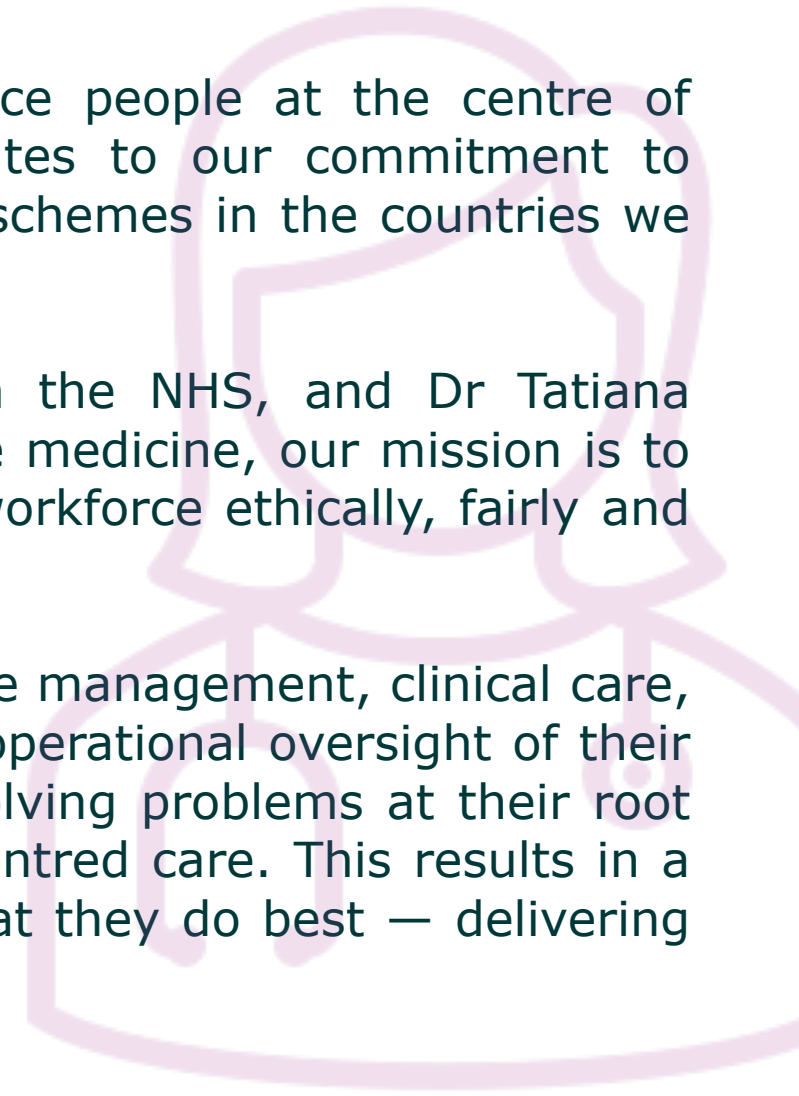 ce people at the centre of
tes to our commitment to
schemes in the countries we
the NHS, and Dr Tatiana
medicine, our mission is to
workforce ethically, fairly and
e management, clinical care,
operational oversight of their
lving problems at their root
ntred care. This results in a
at they do best — delivering